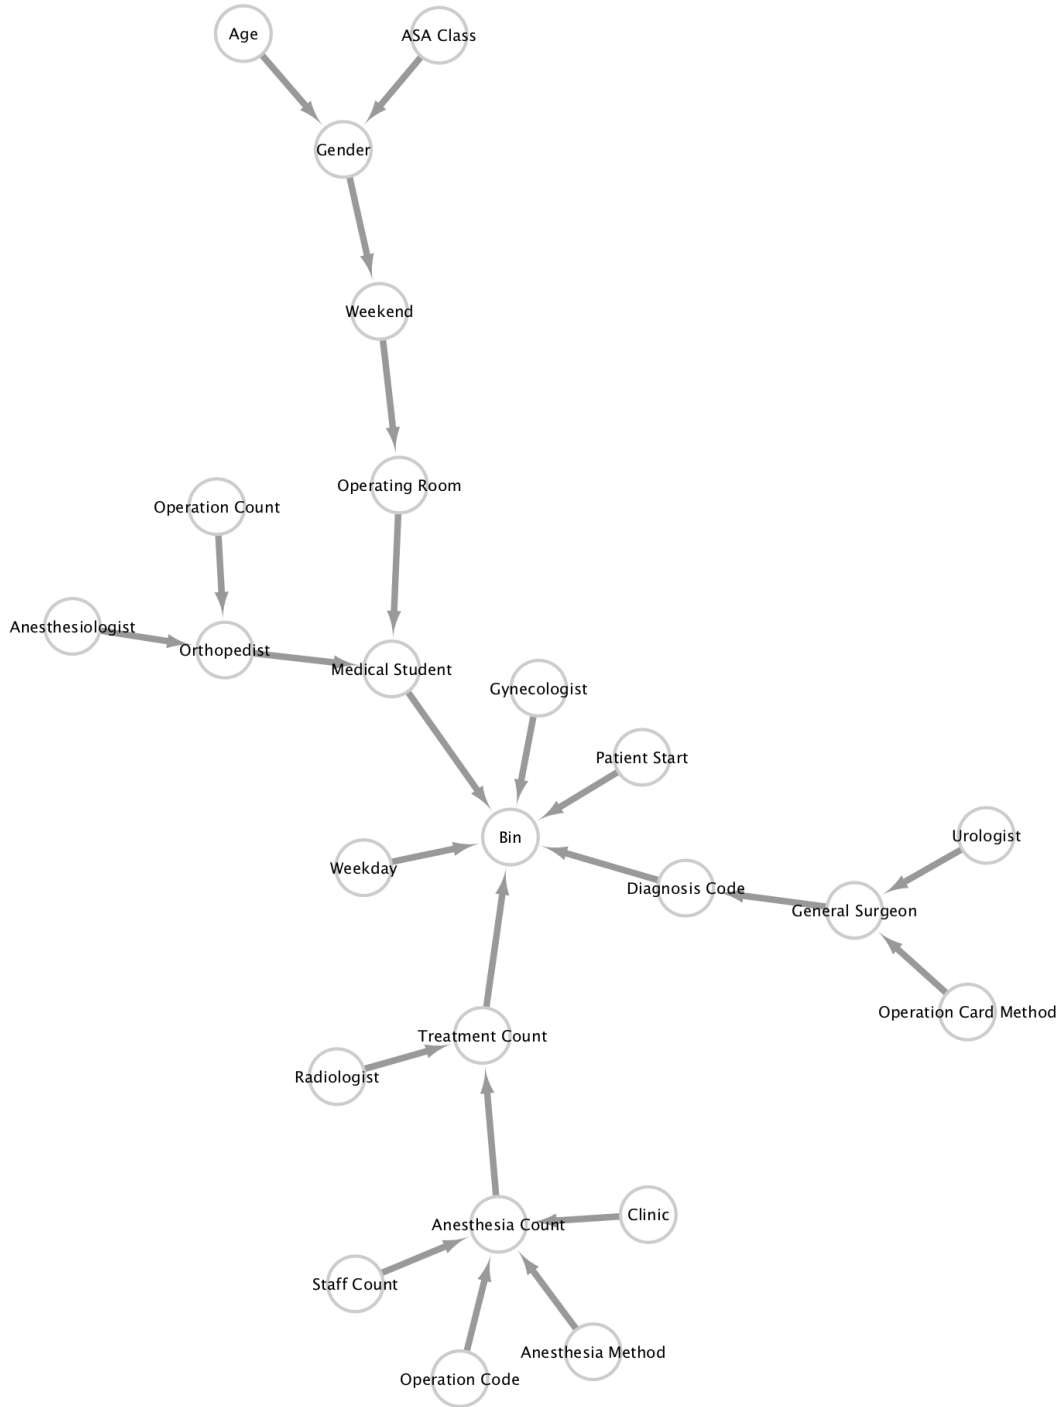 Age
ASA Class
Gender
Weekend
Operating Room
Operation Count
Anesthesiologist
Orthopedist
Medical Student
Gynecologist
Patient Start
Bin
Urologist
Weekday
Diagnosis Code
General Surgeon
Operation Card Method
Treatment Count
Radiologist
Clinic
Anesthesia Count
Staff Count
Anesthesia Method
Operation Code